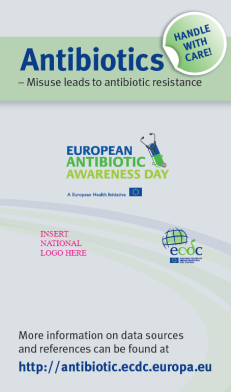 HANDLE
WITH
CARE!
Antibiotics
– Misuse leads to antibiotic resistance
EUROPEAN
ANTIBIOTIC
AWARENESS DAY
A European Health Initiative
INSERT
NATIONAL
LOGO HERE
ecdc
More information on data sources
and references can be found at
http://antibiotic.ecdc.europa.eu